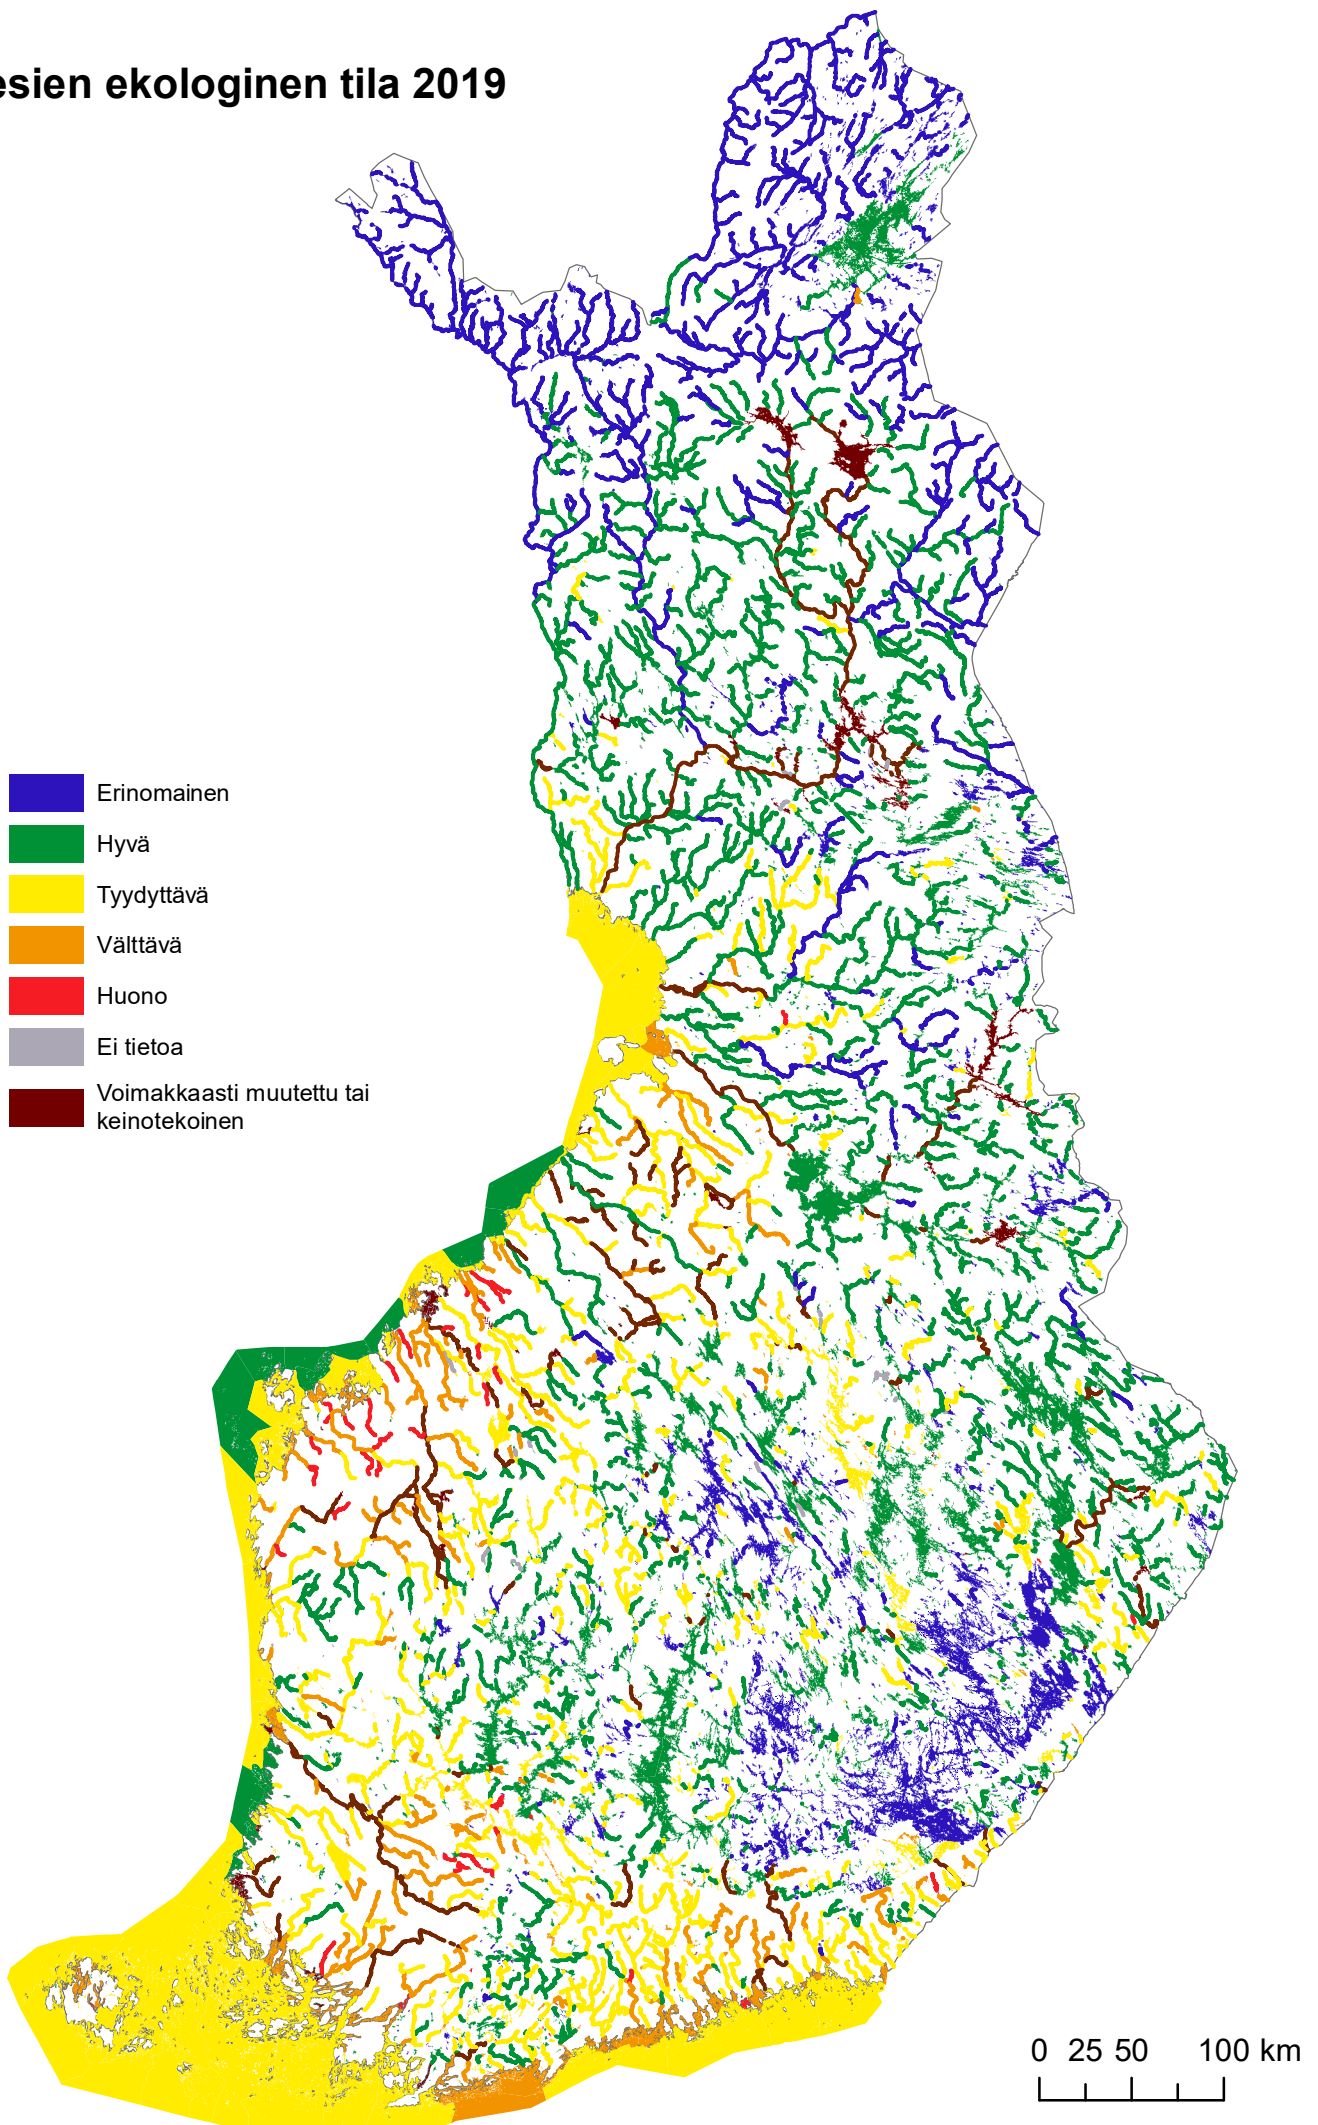 esien ekologinen tila 2019
Erinomainen
Hyvä
Tyydyttävä
Välttävä
Huono
Ei tietoa
Voimakkaasti muutettu tai
keinotekoinen
0 25 50 100 km